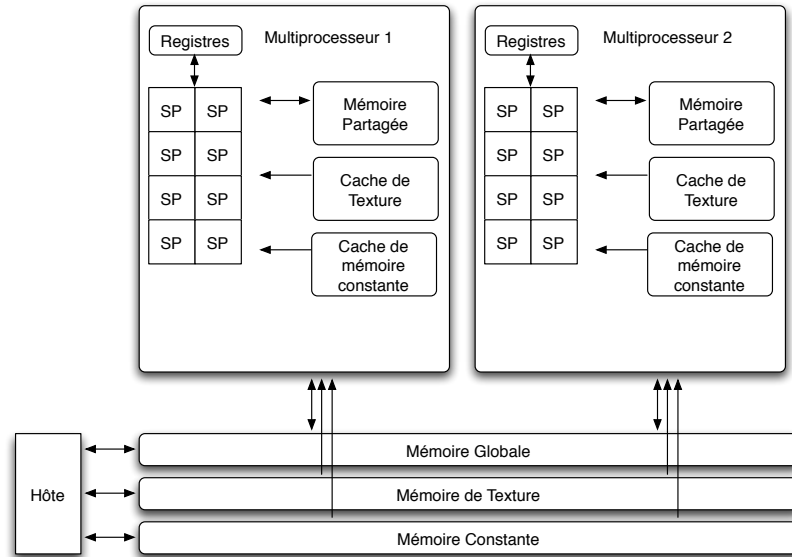 Registres
Multiprocesseur 1
SP SP
Mémoire
Partagée
SP SP
Cache de
Texture
SP SP
SP SP
Cache de
mémoire
constante
Registres
Multiprocesseur 2
SP SP
Mémoire
Partagée
SP SP
Cache de
Texture
SP SP
SP SP
Cache de
mémoire
constante
Hôte
Mémoire Globale
Mémoire de Texture
Mémoire Constante